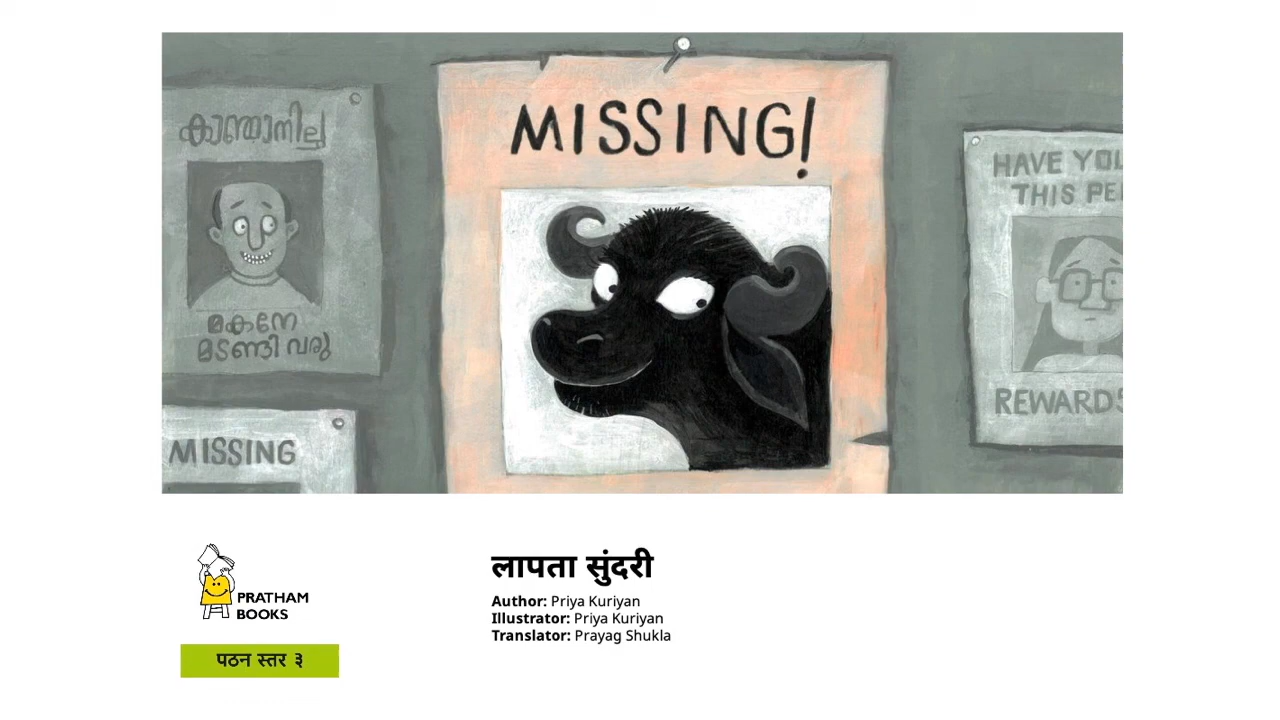 കാണ്മാനില്ല
മകനേ
മടങ്ങി വരു
MISSING
MISSING!
HAVE YOU
THIS PE
REWARDS
PRATHAM
BOOKS
पठन स्तर ३
लापता सुंदरी
Author: Priya Kuriyan
Illustrator: Priya Kuriyan
Translator: Prayag Shukla